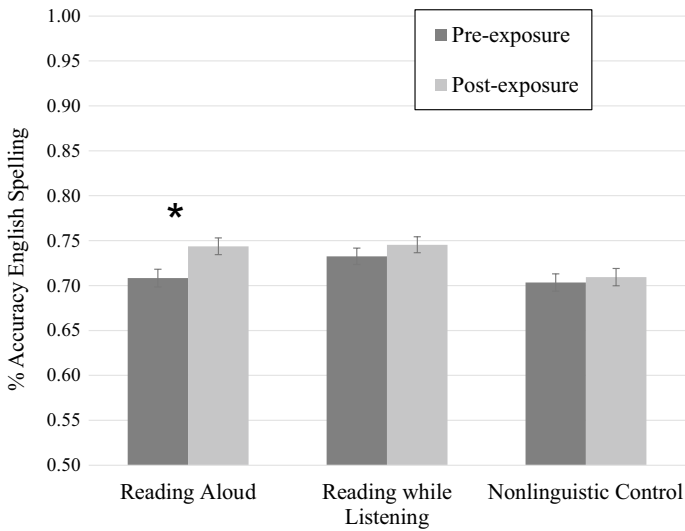 % Accuracy English Spelling
1.00
0.95
0.90
0.85
0.80
0.75
0.70
0.65
0.60
0.55
0.50
Pre-exposure
Post-exposure
*
Reading Aloud
Reading while
Listening
Nonlinguistic Control